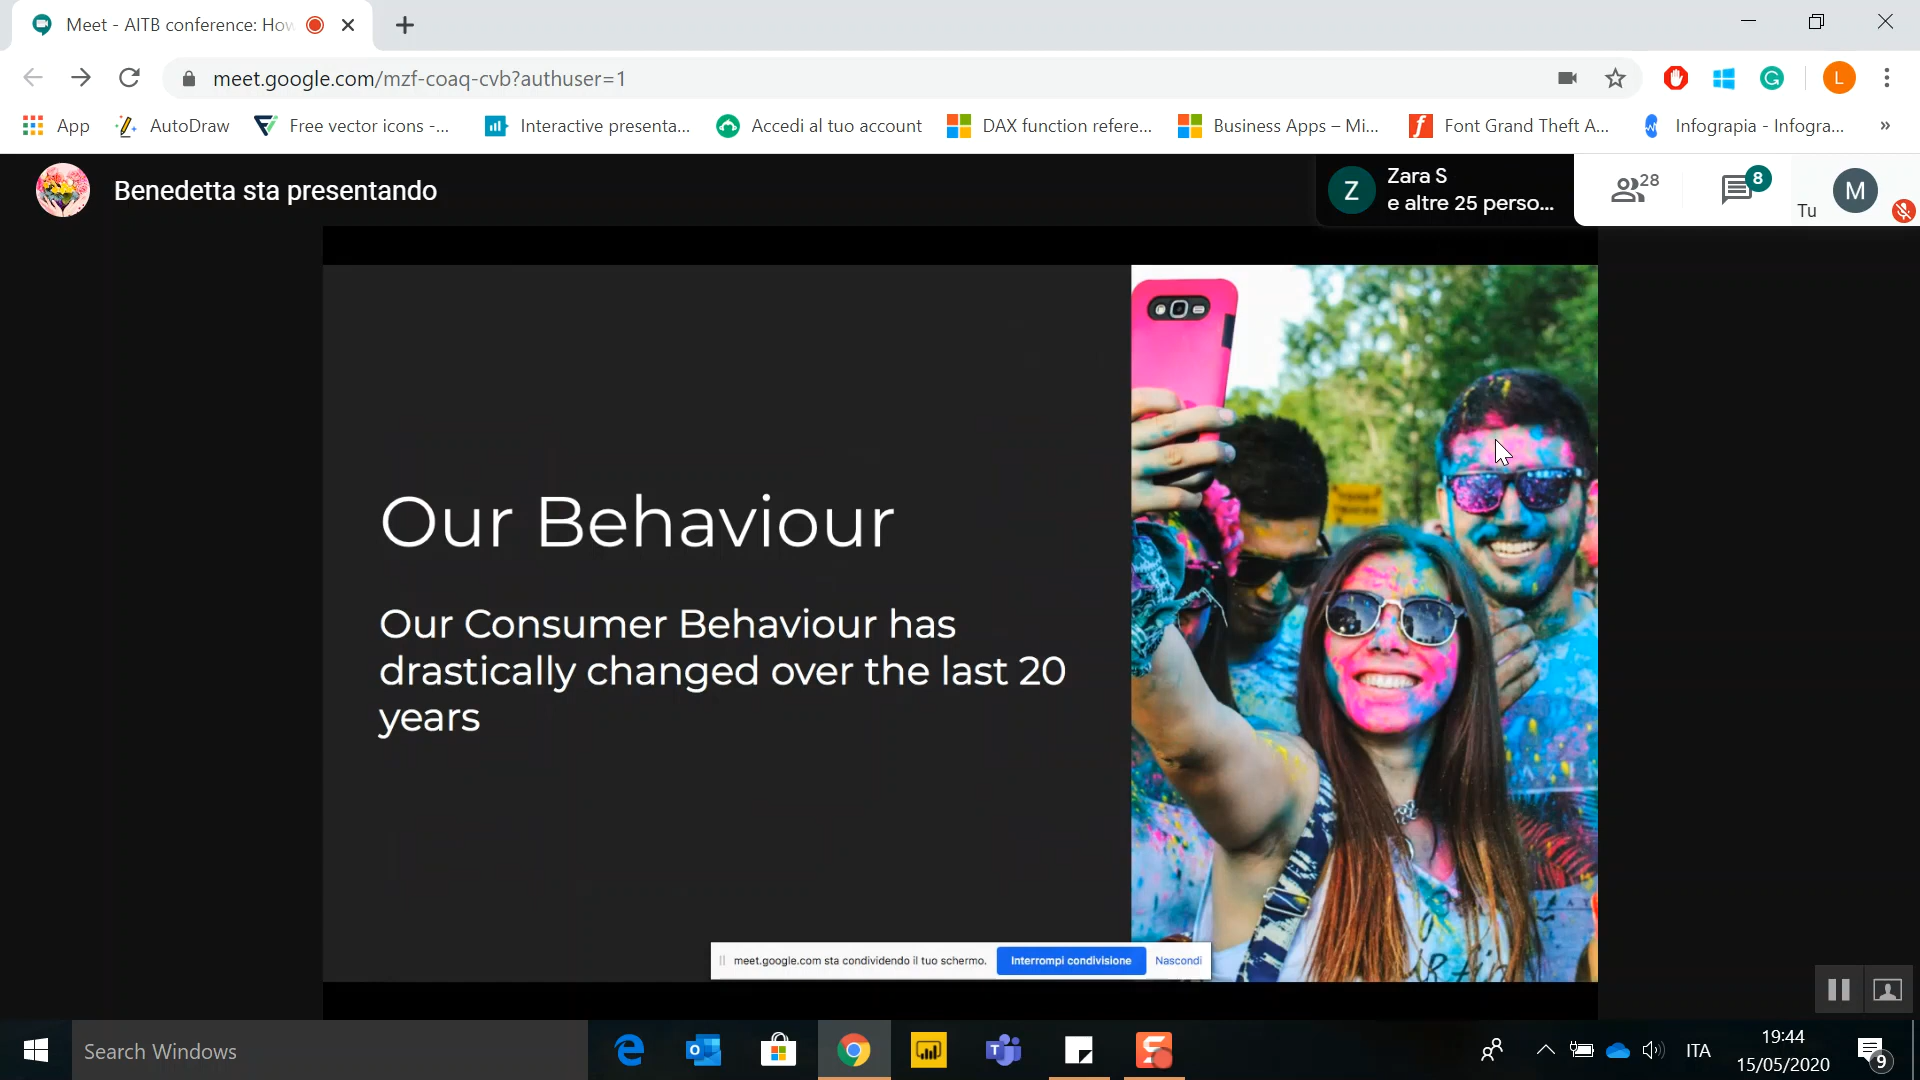 Meet - AITB conference: How
meet.google.com/mzf-coaq-cvb?authuser=1
L
App
AutoDraw
Free vector icons -...
Interactive presenta...
Accedi al tuo account
DAX function refere...
Business Apps – Mi...
Font Grand Theft A...
Infograpia - Infogra...
»
Benedetta sta presentando
Z
Zara S
e altre 25 perso...
28
8
Tu
M
Our Behaviour
Our Consumer Behaviour has
drastically changed over the last 20
years
meet.google.com sta condividendo il tuo schermo.
Interrompi condivisione
Nascondi
Search Windows
ITA
19:44
15/05/2020
9